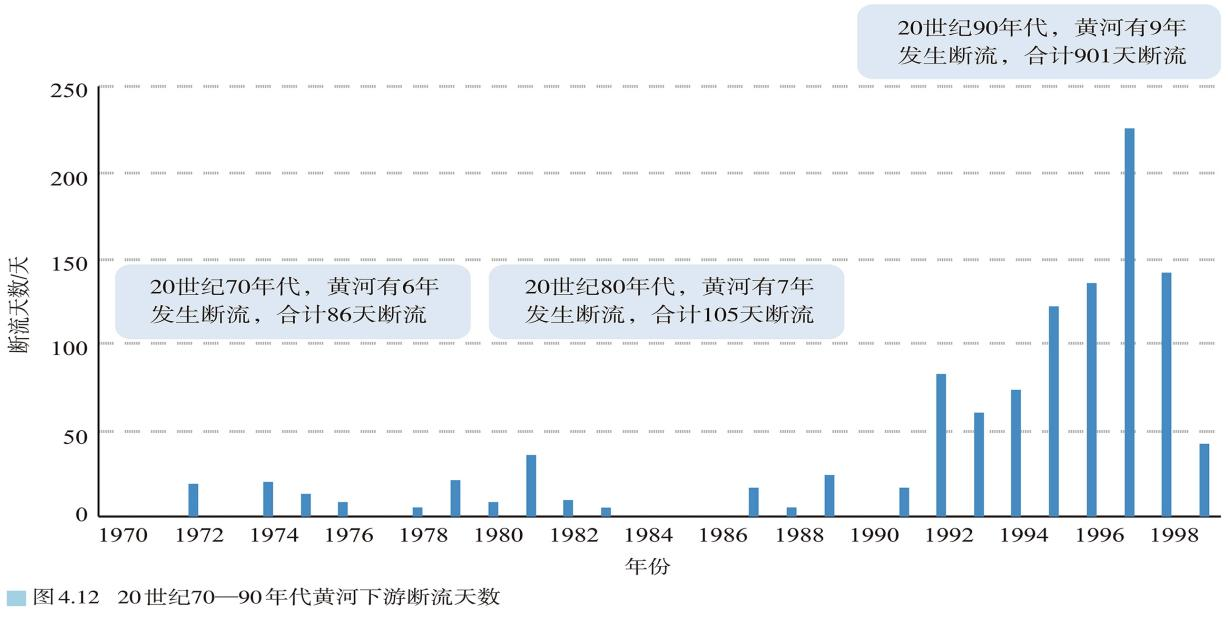 20世纪90年代，黄河有9年
发生断流，合计901天断流
250
200
150
100
50
0
断流天数/天
20世纪70年代，黄河有6年
发生断流，合计86天断流
20世纪80年代，黄河有7年
发生断流，合计105天断流
1970 1972 1974 1976 1978 1980 1982 1984 1986 1988 1990 1992 1994 1996 1998
年份
图4.12 20世纪70—90年代黄河下游断流天数